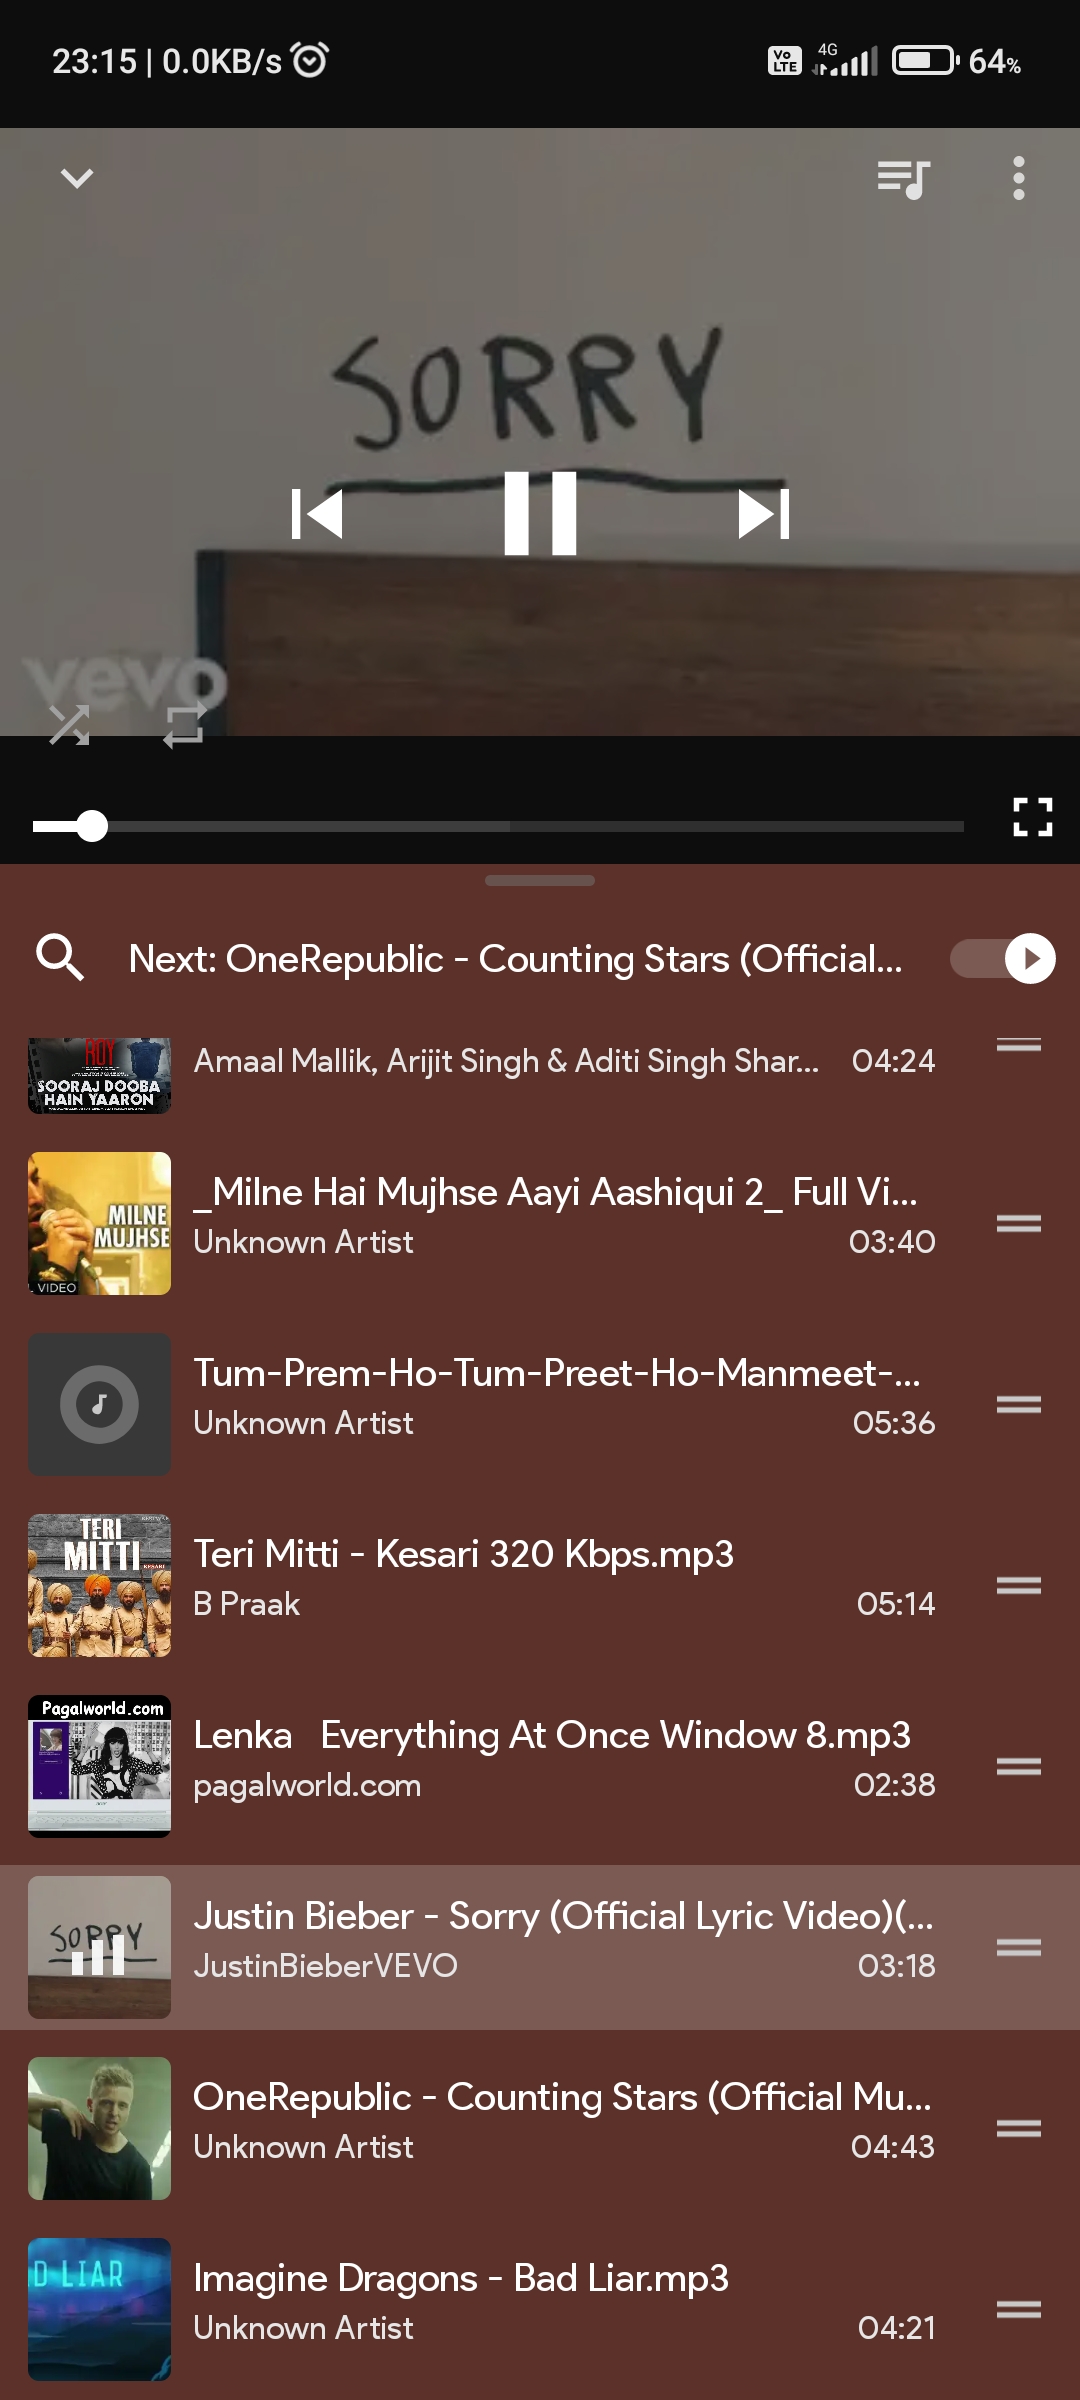 23:15 | 0.0KB/s
Vo LTE 4G 64%
SORRY
vevo
Next: OneRepublic - Counting Stars (Official...
ROY
SOORAJ DOOBA
HAIN YAARON
Amaal Mallik, Arijit Singh & Aditi Singh Shar... 04:24
MILNE
MUJHSE
VIDEO
_Milne Hai Mujhse Aayi Aashiqui 2_ Full Vi...
Unknown Artist 03:40
Tum-Prem-Ho-Tum-Preet-Ho-Manmeet-...
Unknown Artist 05:36
TERI
MITTI
KESARI
Teri Mitti - Kesari 320 Kbps.mp3
B Praak 05:14
Pagalworld.com
Lenka   Everything At Once Window 8.mp3
pagalworld.com 02:38
SORRY
Justin Bieber - Sorry (Official Lyric Video)(...
JustinBieberVEVO 03:18
OneRepublic - Counting Stars (Official Mu...
Unknown Artist 04:43
D LIAR
Imagine Dragons - Bad Liar.mp3
Unknown Artist 04:21